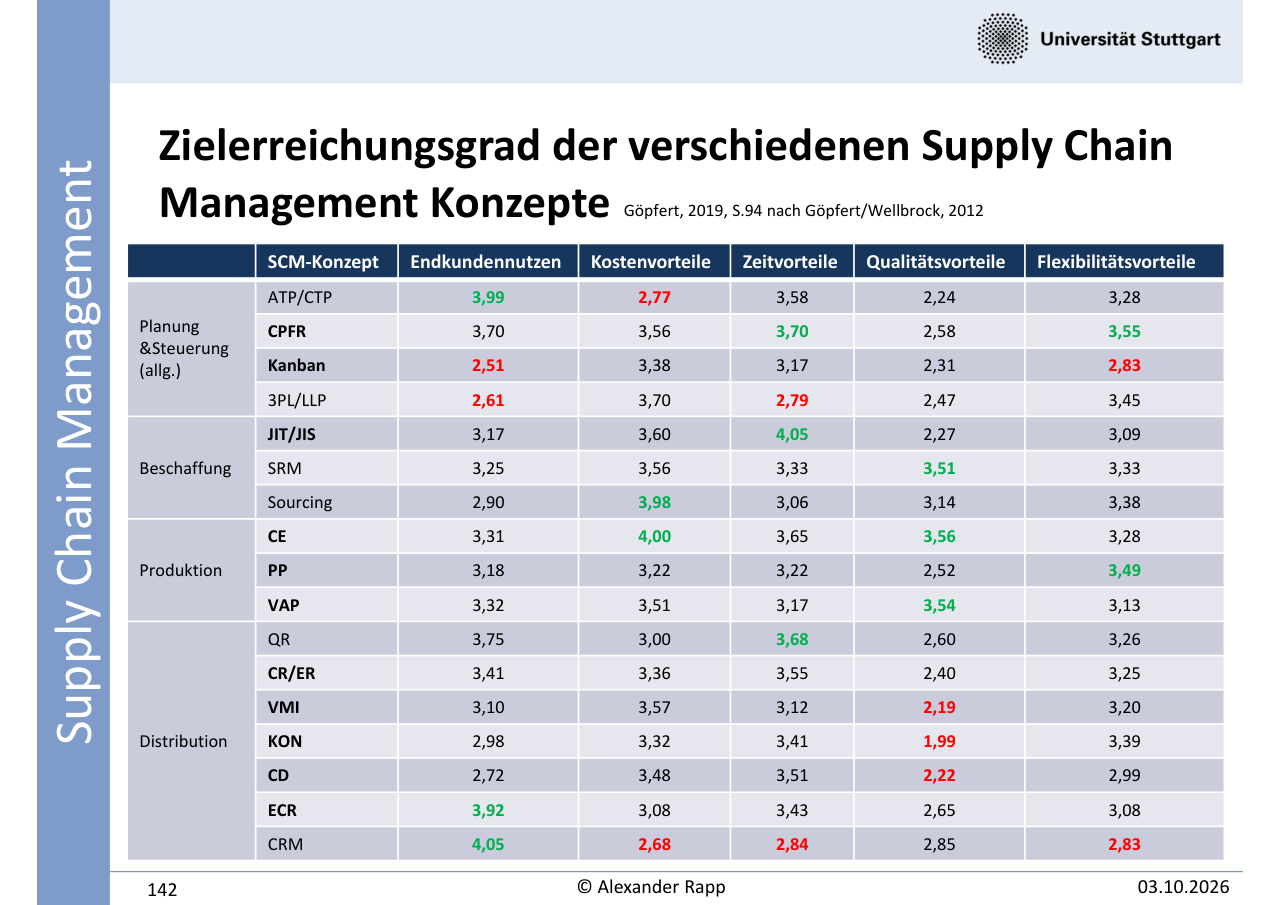 Universität Stuttgart
Supply Chain Management
Zielerreichungsgrad der verschiedenen Supply Chain
Management Konzepte Göpfert, 2019, S.94 nach Göpfert/Wellbrock, 2012
SCM-Konzept Endkundennutzen Kostenvorteile Zeitvorteile Qualitätsvorteile Flexibilitätsvorteile
Planung
&Steuerung
(allg.)
ATP/CTP 3,99 2,77 3,58 2,24 3,28
CPFR 3,70 3,56 3,70 2,58 3,55
Kanban 2,51 3,38 3,17 2,31 2,83
3PL/LLP 2,61 3,70 2,79 2,47 3,45
Beschaffung
JIT/JIS 3,17 3,60 4,05 2,27 3,09
SRM 3,25 3,56 3,33 3,51 3,33
Sourcing 2,90 3,98 3,06 3,14 3,38
Produktion
CE 3,31 4,00 3,65 3,56 3,28
PP 3,18 3,22 3,22 2,52 3,49
VAP 3,32 3,51 3,17 3,54 3,13
Distribution
QR 3,75 3,00 3,68 2,60 3,26
CR/ER 3,41 3,36 3,55 2,40 3,25
VMI 3,10 3,57 3,12 2,19 3,20
KON 2,98 3,32 3,41 1,99 3,39
CD 2,72 3,48 3,51 2,22 2,99
ECR 3,92 3,08 3,43 2,65 3,08
CRM 4,05 2,68 2,84 2,85 2,83
142 © Alexander Rapp 03.10.2026